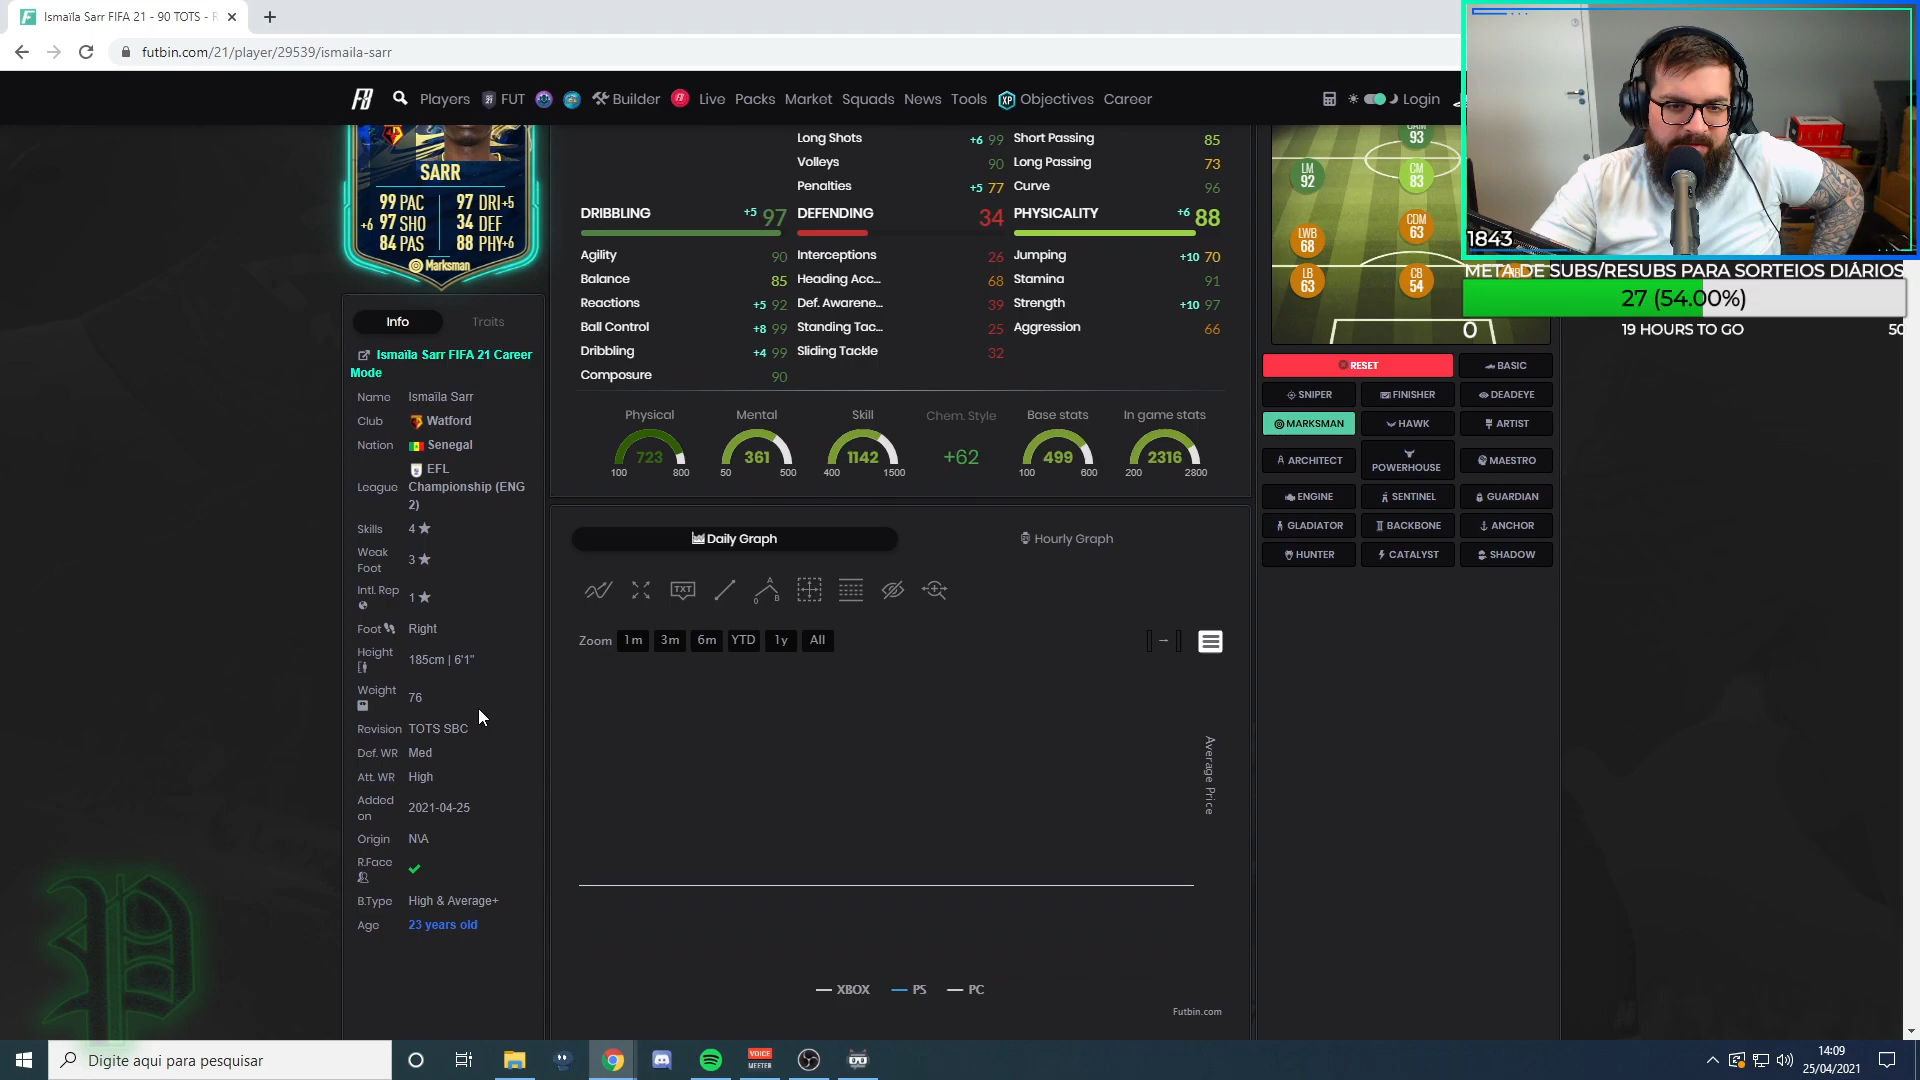 Ismaïla Sarr FIFA 21 - 90 TOTS - R
futbin.com/21/player/29539/ismaila-sarr
Players FUT Builder Live Packs Market Squads News Tools XP Objectives Career Login
SARR
99 PAC 97 DRI+5
+6 97 SHO 34 DEF
84 PAS 88 PHY+6
Marksman
Info Traits
Ismaïla Sarr FIFA 21 Career Mode
Name Ismaïla Sarr
Club Watford
Nation Senegal
League EFL Championship (ENG 2)
Skills 4
Weak Foot 3
Intl. Rep 1
Foot Right
Height 185cm | 6'1"
Weight 76
Revision TOTS SBC
Def. WR Med
Att. WR High
Added on 2021-04-25
Origin N\A
R.Face
B.Type High & Average+
Age 23 years old
Long Shots +6 99
Volleys 90
Penalties +5 77
Short Passing 85
Long Passing 73
Curve 96
DRIBBLING +5 97
Agility 90
Balance 85
Reactions +5 92
Ball Control +8 99
Dribbling +4 99
Composure 90
DEFENDING 34
Interceptions 26
Heading Acc... 68
Def. Awarene... 39
Standing Tac... 25
Sliding Tackle 32
PHYSICALITY +6 88
Jumping +10 70
Stamina 91
Strength +10 97
Aggression 66
Physical 723 100 800
Mental 361 50 500
Skill 1142 400 1500
Chem. Style +62
Base stats 499 100 600
In game stats 2316 200 2800
Daily Graph Hourly Graph
TXT
A
0 B
Zoom 1m 3m 6m YTD 1y All
→
Average Price
XBOX PS PC
Futbin.com
93
LM 92
CM 83
LWB 68
CDM 63
LB 63
CB 54
RESET BASIC
SNIPER FINISHER DEADEYE
MARKSMAN HAWK ARTIST
ARCHITECT POWERHOUSE MAESTRO
ENGINE SENTINEL GUARDIAN
GLADIATOR BACKBONE ANCHOR
HUNTER CATALYST SHADOW
1843
META DE SUBS/RESUBS PARA SORTEIOS DIÁRIOS
27 (54.00%)
0 19 HOURS TO GO 50
Digite aqui para pesquisar
VOICE MEETER
14:09
25/04/2021